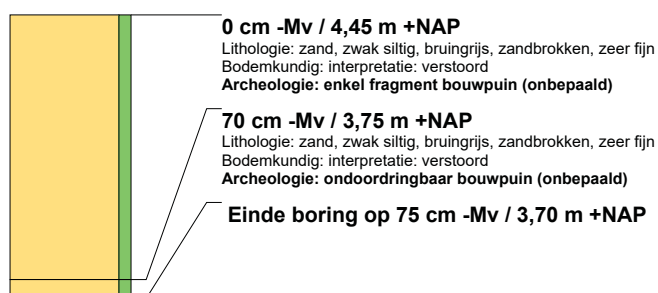 0 cm -Mv / 4,45 m +NAP
Lithologie: zand, zwak siltig, bruingrijs, zandbrokken, zeer fijn
Bodemkundig: interpretatie: verstoord
Archeologie: enkel fragment bouwpuin (onbepaald)
70 cm -Mv / 3,75 m +NAP
Lithologie: zand, zwak siltig, bruingrijs, zandbrokken, zeer fijn
Bodemkundig: interpretatie: verstoord
Archeologie: ondoordringbaar bouwpuin (onbepaald)
Einde boring op 75 cm -Mv / 3,70 m +NAP